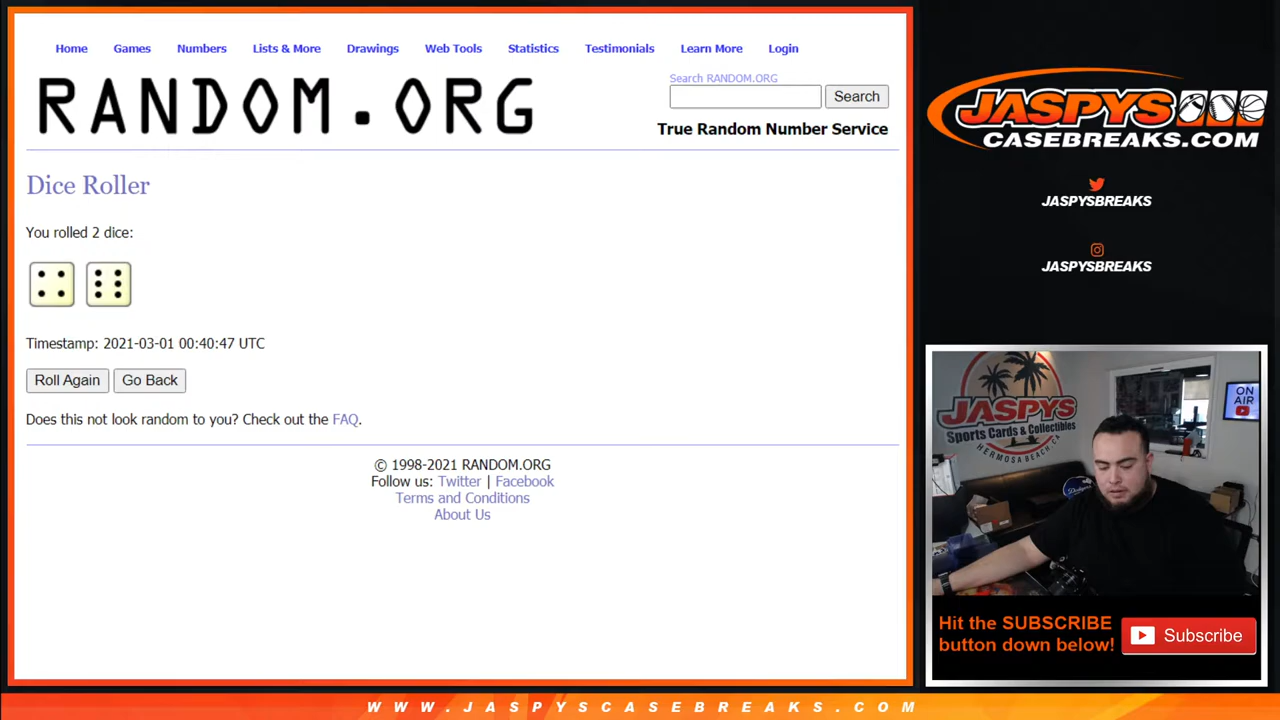 Home Games Numbers Lists & More Drawings Web Tools Statistics Testimonials Learn More Login
RANDOM.ORG
Search RANDOM.ORG
Search
True Random Number Service
Dice Roller
You rolled 2 dice:
Timestamp: 2021-03-01 00:40:47 UTC
Roll Again Go Back
Does this not look random to you? Check out the FAQ.
© 1998-2021 RANDOM.ORG
Follow us: Twitter | Facebook
Terms and Conditions
About Us
JASPYS
CASEBREAKS.COM
JASPYSBREAKS
JASPYSBREAKS
JASPYS
Sports Cards & Collectibles
HERMOSA BEACH, CA
ON
AIR
Dodgers
Hit the SUBSCRIBE
button down below!
Subscribe
WWW.JASPYSCASEBREAKS.COM